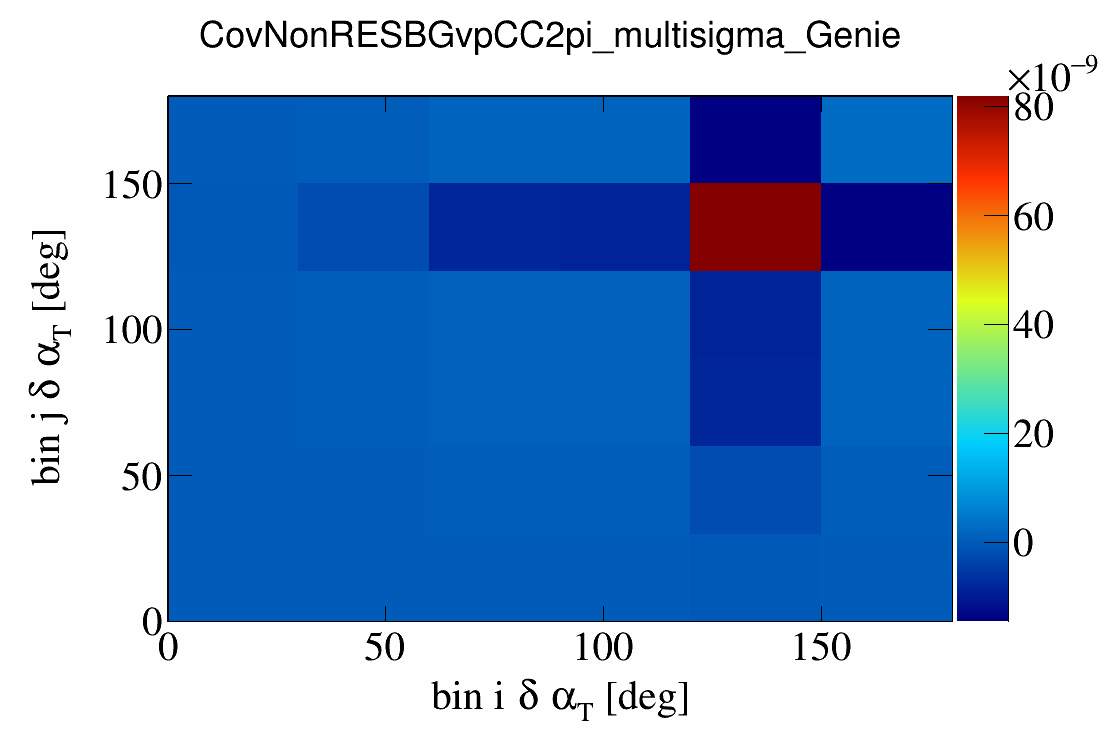 CovNonRESBGvpCC2pi_multisigma_Genie
×10⁻⁹
80
60
40
20
0
150
100
50
0
0 50 100 150
bin j δ α_T [deg]
bin i δ α_T [deg]